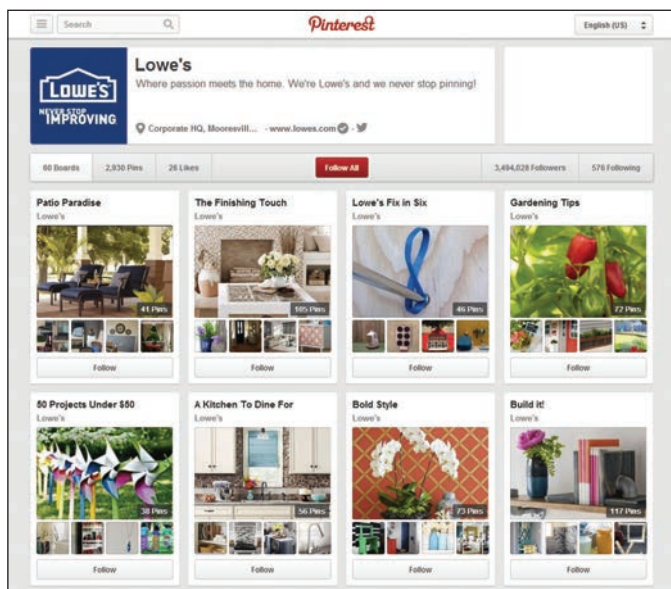 Search
Pinterest
English (US)
LOWE'S
NEVER STOP
IMPROVING
Lowe's
Where passion meets the home. We're Lowe's and we never stop pinning!
Corporate HQ, Mooresvill... · www.lowes.com ·
60 Boards
2,930 Pins
26 Likes
Follow All
3,494,028 Followers
576 Following
Patio Paradise
Lowe's
41 Pins
Follow
The Finishing Touch
Lowe's
105 Pins
Follow
Lowe's Fix in Six
Lowe's
46 Pins
Follow
Gardening Tips
Lowe's
72 Pins
Follow
50 Projects Under $50
Lowe's
38 Pins
Follow
A Kitchen To Dine For
Lowe's
56 Pins
Follow
Bold Style
Lowe's
73 Pins
Follow
Build it!
Lowe's
117 Pins
Follow